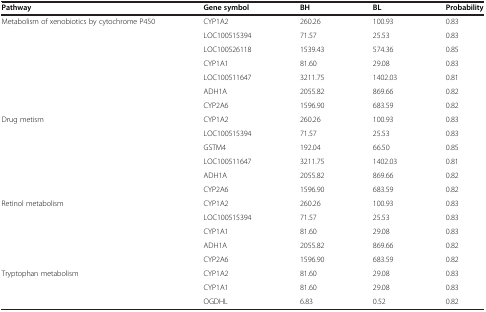 Pathway Gene symbol BH BL Probability
Metabolism of xenobiotics by cytochrome P450 CYP1A2 260.26 100.93 0.83
LOC100515394 71.57 25.53 0.83
LOC100526118 1539.43 574.36 0.85
CYP1A1 81.60 29.08 0.83
LOC100511647 3211.75 1402.03 0.81
ADH1A 2055.82 869.66 0.82
CYP2A6 1596.90 683.59 0.82
Drug metism CYP1A2 260.26 100.93 0.83
LOC100515394 71.57 25.53 0.83
GSTM4 192.04 66.50 0.85
LOC100511647 3211.75 1402.03 0.81
ADH1A 2055.82 869.66 0.82
CYP2A6 1596.90 683.59 0.82
Retinol metabolism CYP1A2 260.26 100.93 0.83
LOC100515394 71.57 25.53 0.83
CYP1A1 81.60 29.08 0.83
ADH1A 2055.82 869.66 0.82
CYP2A6 1596.90 683.59 0.82
Tryptophan metabolism CYP1A2 81.60 29.08 0.83
CYP1A1 81.60 29.08 0.83
OGDHL 6.83 0.52 0.82